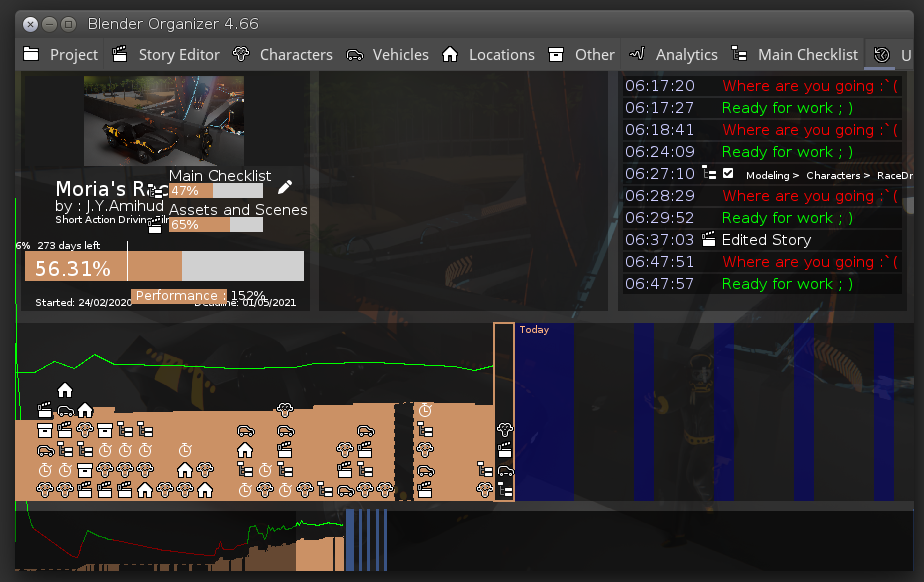 Blender Organizer 4.66
Project Story Editor Characters Vehicles Locations Other Analytics Main Checklist U
06:17:20 Where are you going :`(
06:17:27 Ready for work ; )
06:18:41 Where are you going :`(
06:24:09 Ready for work ; )
06:27:10 Modeling > Characters > RaceDr
06:28:29 Where are you going :`(
06:29:52 Ready for work ; )
06:37:03 Edited Story
06:47:51 Where are you going :`(
06:47:57 Ready for work ; )
Main Checklist
Moria's Rac
47%
by : J.Y.Amihud
Assets and Scenes
Short Action Driving
65%
6% 273 days left
56.31%
Performance 152%
Started: 24/02/2020 Deadline: 01/05/2021
Today